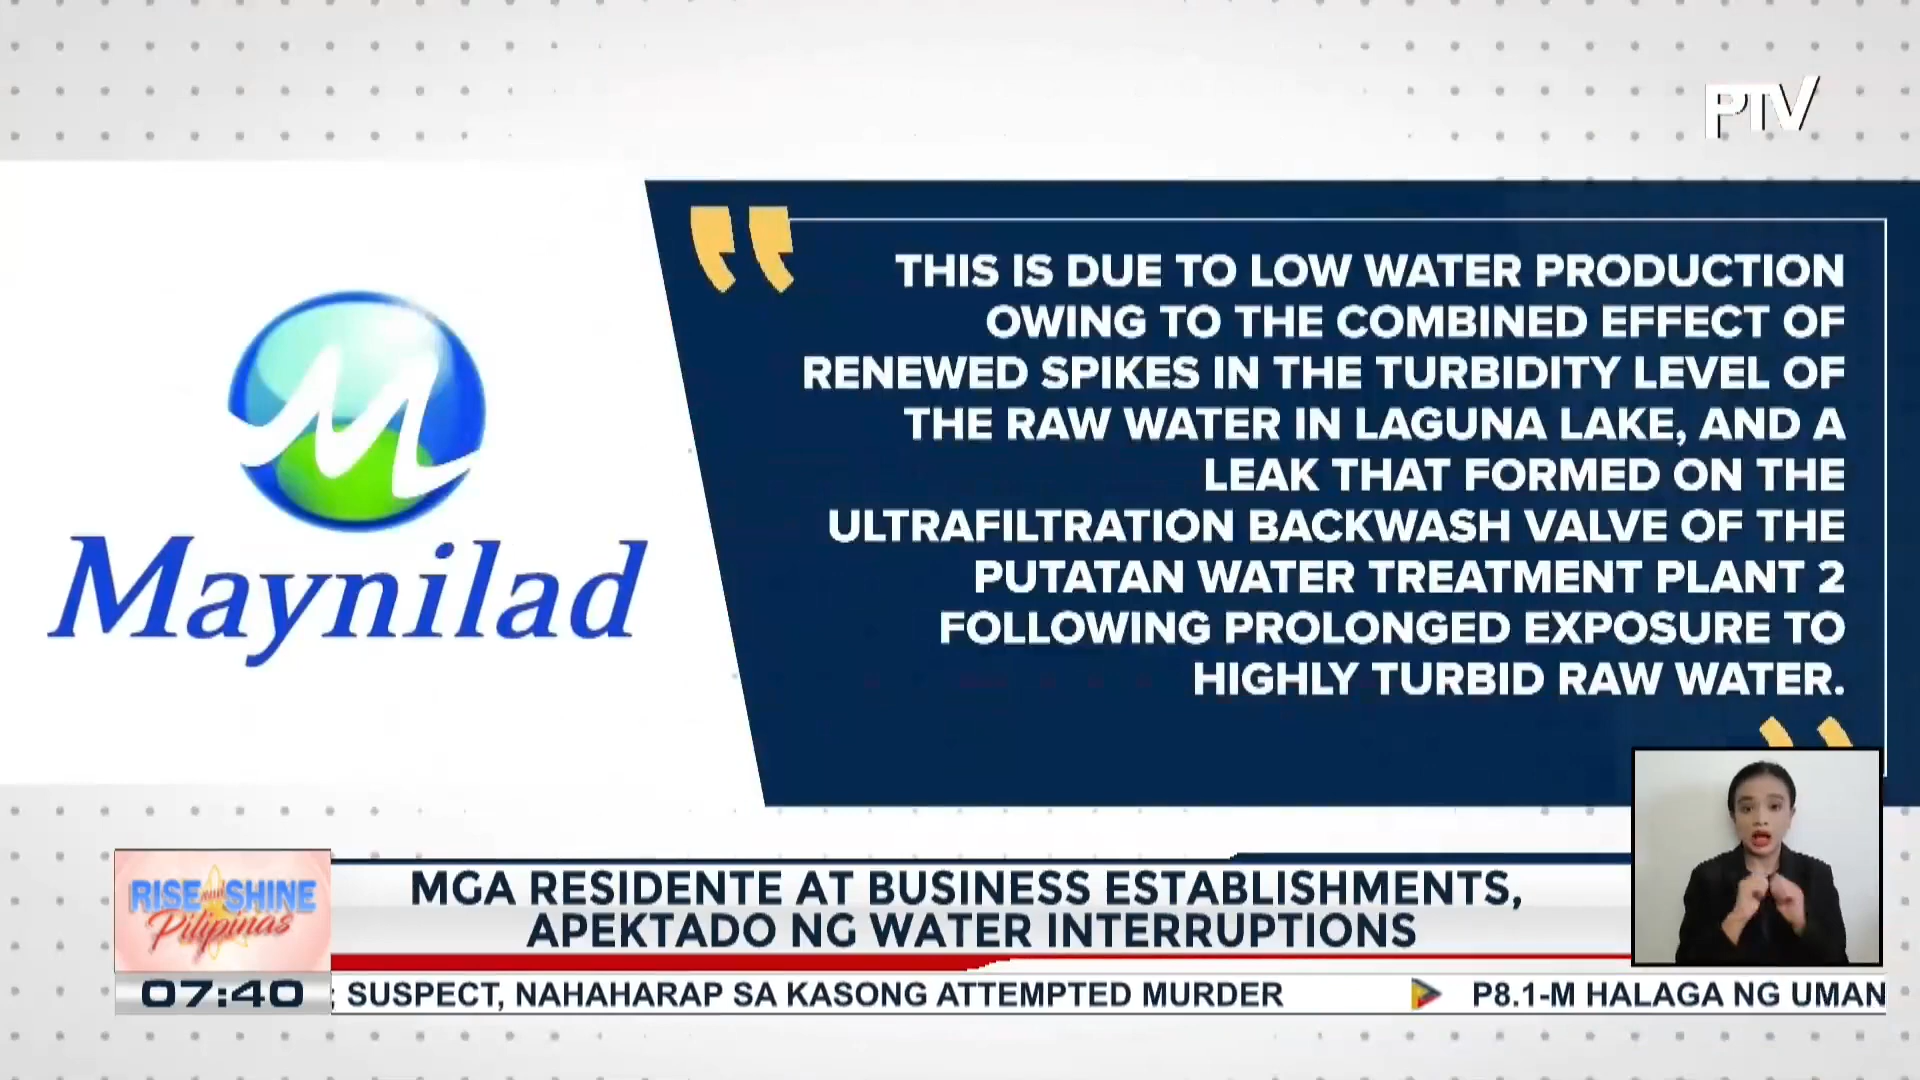 PTV
THIS IS DUE TO LOW WATER PRODUCTION
OWING TO THE COMBINED EFFECT OF
RENEWED SPIKES IN THE TURBIDITY LEVEL OF
THE RAW WATER IN LAGUNA LAKE, AND A
LEAK THAT FORMED ON THE
ULTRAFILTRATION BACKWASH VALVE OF THE
PUTATAN WATER TREATMENT PLANT 2
FOLLOWING PROLONGED EXPOSURE TO
HIGHLY TURBID RAW WATER.
Maynilad
RISE and SHINE
Pilipinas
MGA RESIDENTE AT BUSINESS ESTABLISHMENTS,
APEKTADO NG WATER INTERRUPTIONS
07:40
; SUSPECT, NAHAHARAP SA KASONG ATTEMPTED MURDER
P8.1-M HALAGA NG UMAN